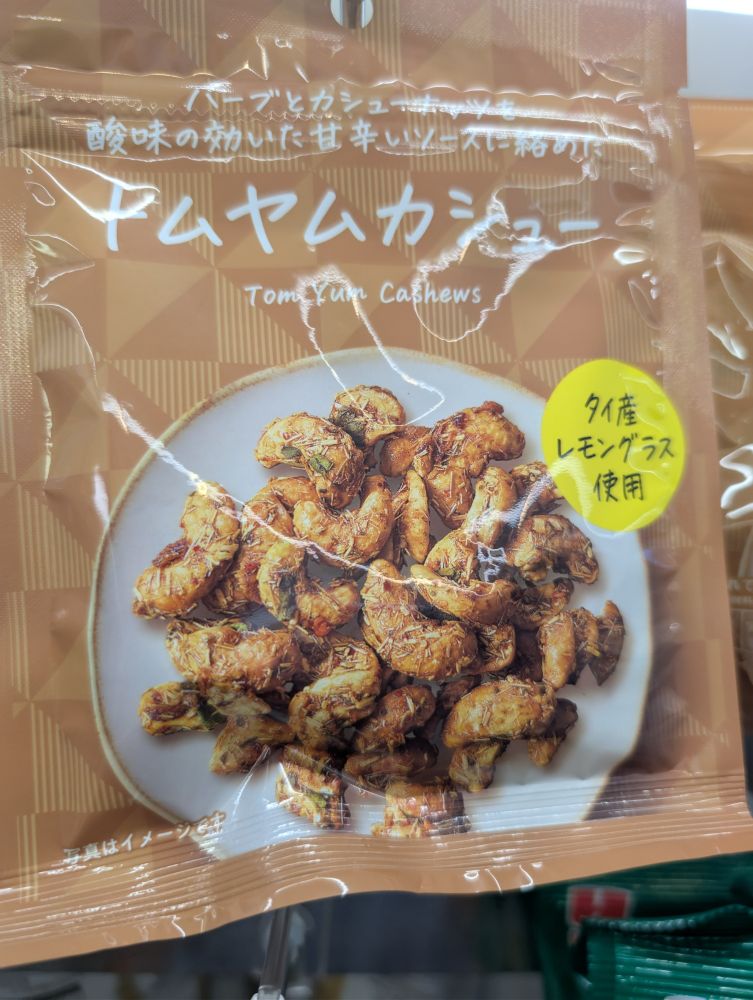 ハーブとカシューナッツを
酸味の効いた甘辛いソースに絡めた
トムヤムカシュー
Tom Yum Cashews
タイ産
レモングラス
使用
写真はイメージです